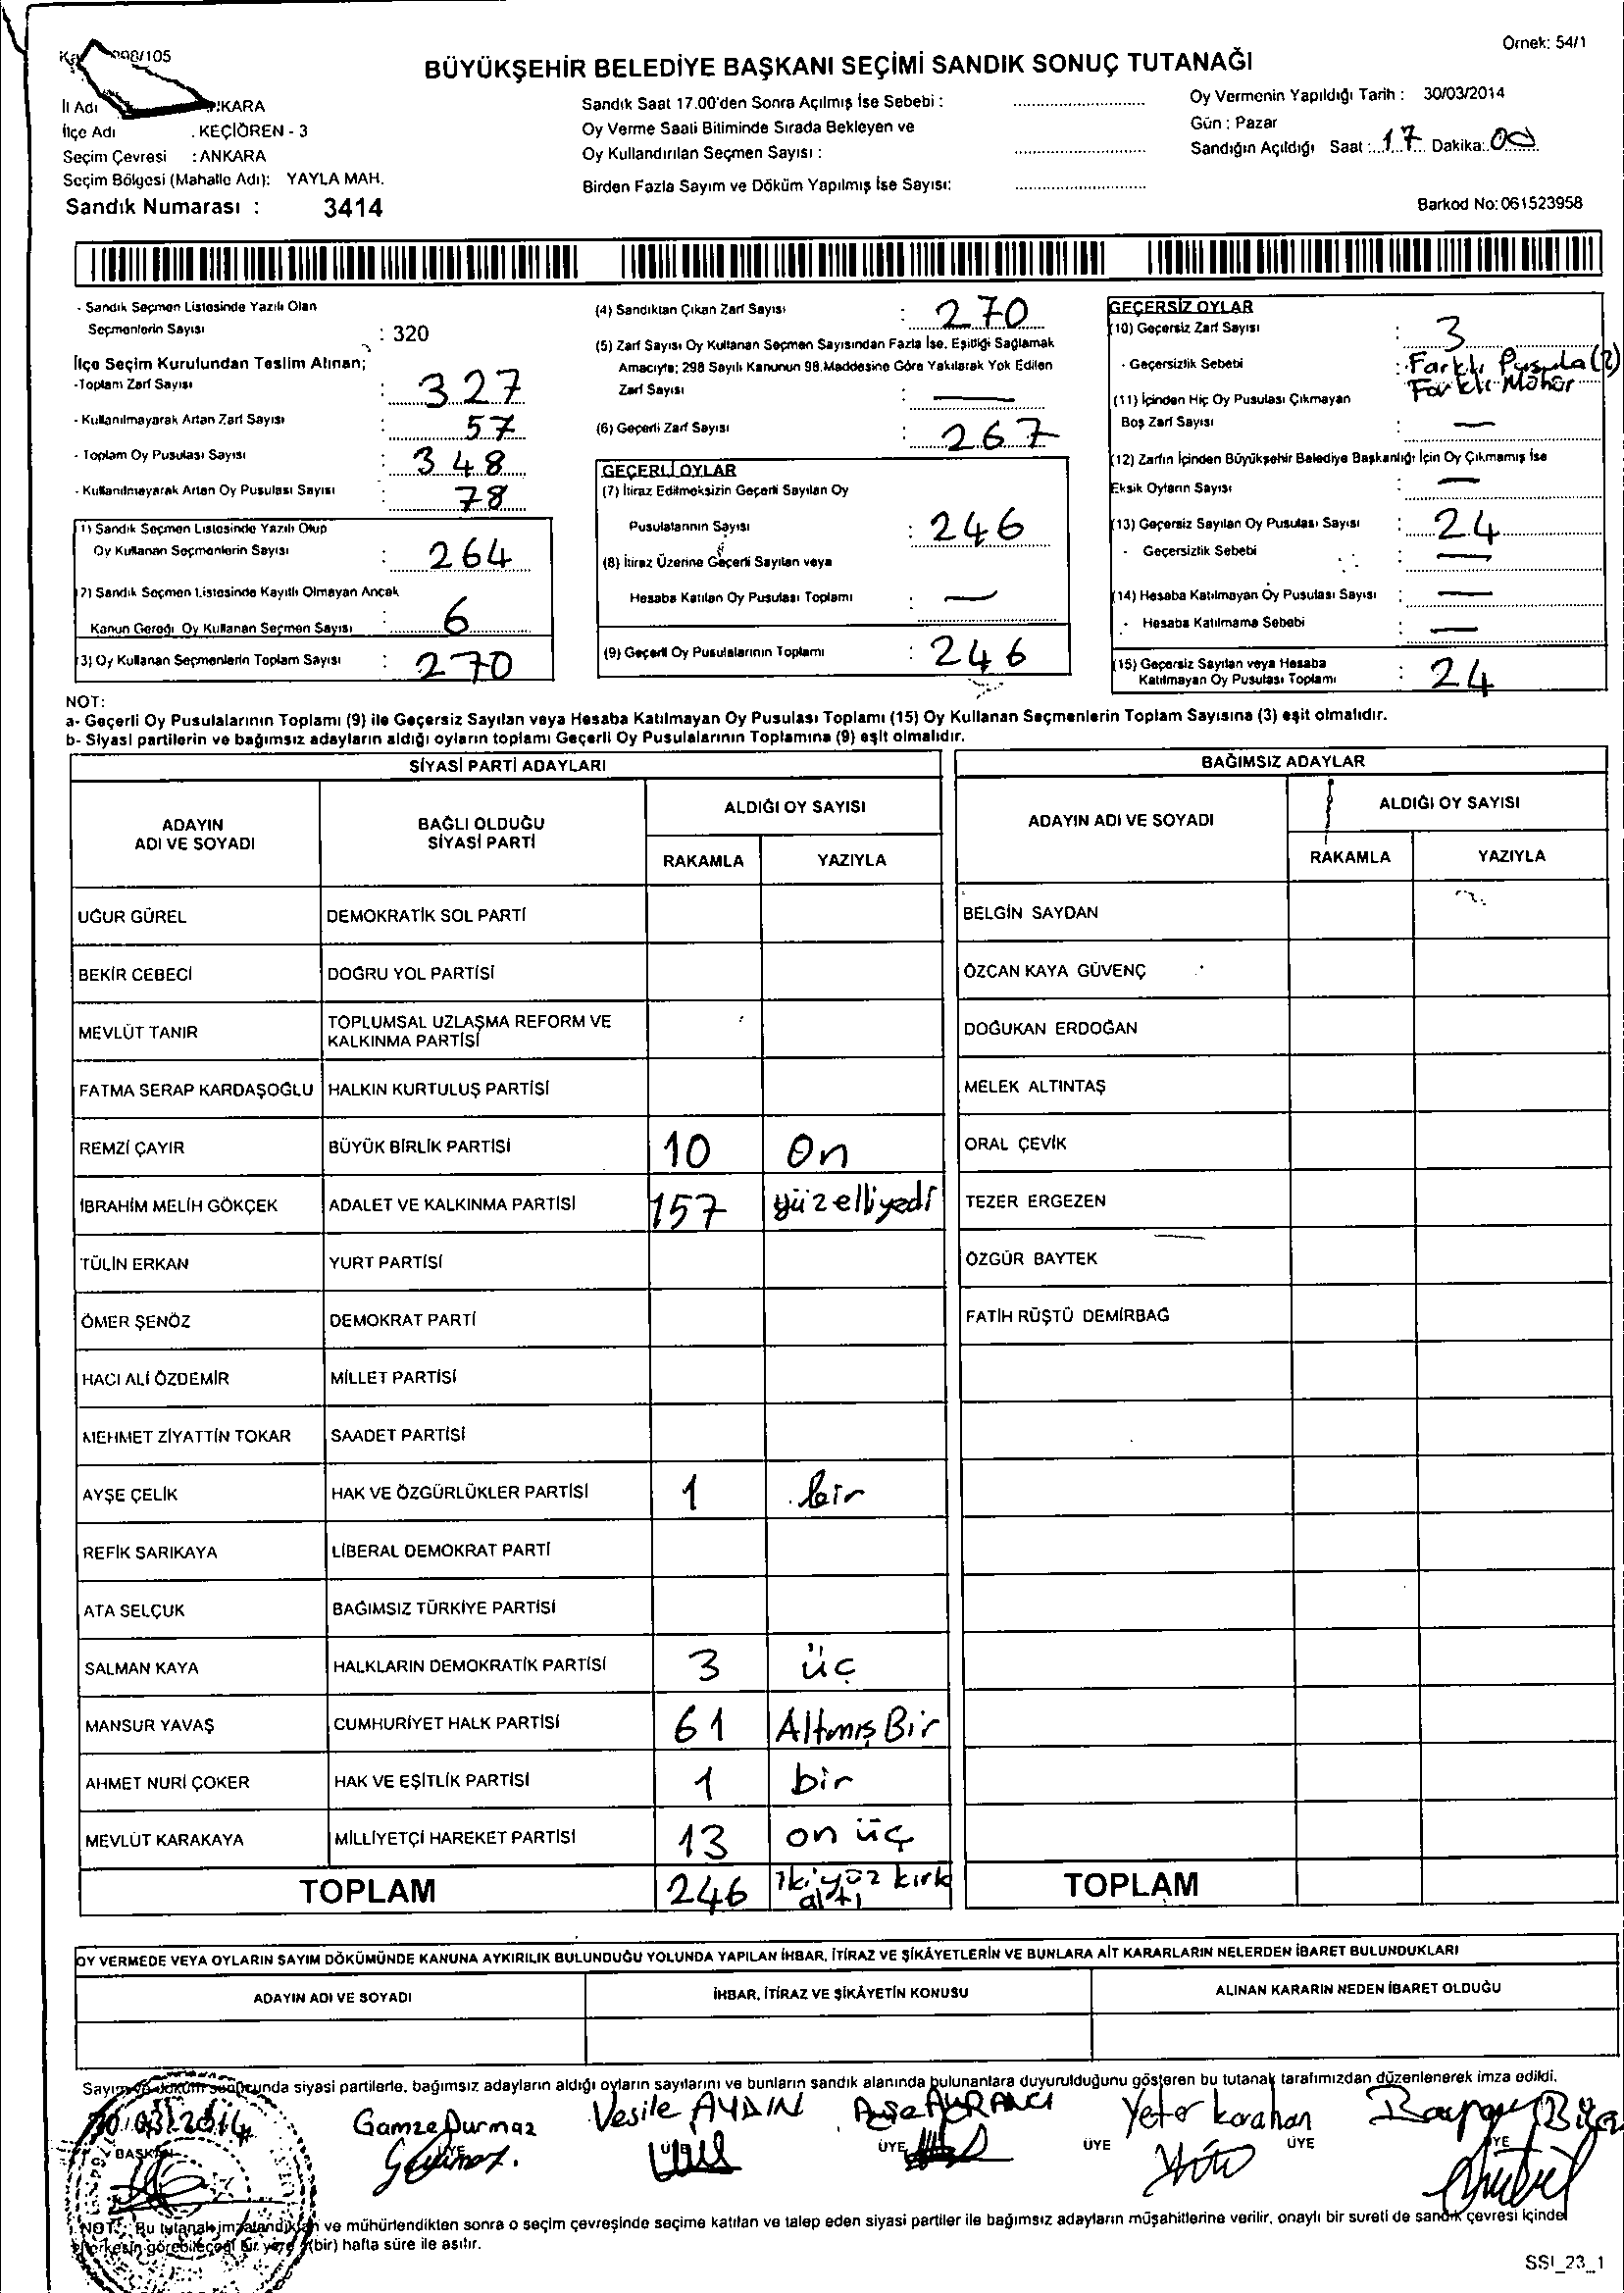 Örnek: 54/1
BÜYÜKŞEHİR BELEDİYE BAŞKANI SEÇİMİ SANDIK SONUÇ TUTANAĞI
İl Adı
İlçe Adı : KEÇİÖREN - 3
Seçim Çevresi : ANKARA
Seçim Bölgesi (Mahalle Adı): YAYLA MAH.
Sandık Numarası : 3414
Sandık Saat 17.00'den Sonra Açılmış İse Sebebi :
Oy Verme Saati Bitiminde Sırada Bekleyen ve
Oy Kullandırılan Seçmen Sayısı :
Birden Fazla Sayım ve Döküm Yapılmış İse Sayısı:
Oy Vermenin Yapıldığı Tarih : 30/03/2014
Gün : Pazar
Sandığın Açıldığı Saat : 17 Dakika: 00
Barkod No: 061523958
- Sandık Seçmen Listesinde Yazılı Olan
Seçmenlerin Sayısı : 320
İlçe Seçim Kurulundan Teslim Alınan;
-Toplam Zarf Sayısı : 327
- Kullanılmayarak Artan Zarf Sayısı : 57
- Toplam Oy Pusulası Sayısı : 348
- Kullanılmayarak Artan Oy Pusulası Sayısı : 78
(1) Sandık Seçmen Listesinde Yazılı Olup
Oy Kullanan Seçmenlerin Sayısı : 264
(2) Sandık Seçmen Listesinde Kayıtlı Olmayan Ancak
Kanun Gereği Oy Kullanan Seçmen Sayısı : 6
(3) Oy Kullanan Seçmenlerin Toplam Sayısı : 270
(4) Sandıktan Çıkan Zarf Sayısı : 270
(5) Zarf Sayısı Oy Kullanan Seçmen Sayısından Fazla İse, Eşitliği Sağlamak
Amacıyla; 298 Sayılı Kanunun 98.Maddesine Göre Yakılarak Yok Edilen
Zarf Sayısı : —
(6) Geçerli Zarf Sayısı : 267
GEÇERLİ OYLAR
(7) İtiraz Edilmeksizin Geçerli Sayılan Oy
Pusulalarının Sayısı : 246
(8) İtiraz Üzerine Geçerli Sayılan veya
Hesaba Katılan Oy Pusulası Toplamı : —
(9) Geçerli Oy Pusulalarının Toplamı : 246
GEÇERSİZ OYLAR
(10) Geçersiz Zarf Sayısı : 3
- Geçersizlik Sebebi : Farklı Pusula (2)
Farklı Mühür
(11) İçinden Hiç Oy Pusulası Çıkmayan
Boş Zarf Sayısı : —
(12) Zarfın İçinden Büyükşehir Belediye Başkanlığı İçin Oy Çıkmamış İse
Eksik Oyların Sayısı : —
(13) Geçersiz Sayılan Oy Pusulası Sayısı : 24
- Geçersizlik Sebebi : —
(14) Hesaba Katılmayan Oy Pusulası Sayısı : —
- Hesaba Katılmama Sebebi : —
(15) Geçersiz Sayılan veya Hesaba
Katılmayan Oy Pusulası Toplamı : 24
NOT:
a- Geçerli Oy Pusulalarının Toplamı (9) ile Geçersiz Sayılan veya Hesaba Katılmayan Oy Pusulası Toplamı (15) Oy Kullanan Seçmenlerin Toplam Sayısına (3) eşit olmalıdır.
b- Siyasi partilerin ve bağımsız adayların aldığı oyların toplamı Geçerli Oy Pusulalarının Toplamına (9) eşit olmalıdır.
SİYASİ PARTİ ADAYLARI
ADAYIN ADI VE SOYADI BAĞLI OLDUĞU SİYASİ PARTİ ALDIĞI OY SAYISI
RAKAMLA YAZIYLA
UĞUR GÜREL DEMOKRATİK SOL PARTİ
BEKİR CEBECİ DOĞRU YOL PARTİSİ
MEVLÜT TANIR TOPLUMSAL UZLAŞMA REFORM VE KALKINMA PARTİSİ
FATMA SERAP KARDAŞOĞLU HALKIN KURTULUŞ PARTİSİ
REMZİ ÇAYIR BÜYÜK BİRLİK PARTİSİ 10 On
İBRAHİM MELİH GÖKÇEK ADALET VE KALKINMA PARTİSİ 157 yüzelliyedi
TÜLİN ERKAN YURT PARTİSİ
ÖMER ŞENÖZ DEMOKRAT PARTİ
HACI ALİ ÖZDEMİR MİLLET PARTİSİ
MEHMET ZİYATTİN TOKAR SAADET PARTİSİ
AYŞE ÇELİK HAK VE ÖZGÜRLÜKLER PARTİSİ 1 bir
REFİK SARIKAYA LİBERAL DEMOKRAT PARTİ
ATA SELÇUK BAĞIMSIZ TÜRKİYE PARTİSİ
SALMAN KAYA HALKLARIN DEMOKRATİK PARTİSİ 3 üç
MANSUR YAVAŞ CUMHURİYET HALK PARTİSİ 61 Altmış Bir
AHMET NURİ ÇOKER HAK VE EŞİTLİK PARTİSİ 1 bir
MEVLÜT KARAKAYA MİLLİYETÇİ HAREKET PARTİSİ 13 on üç
TOPLAM 246 ikiyüz kırk altı
BAĞIMSIZ ADAYLAR
ADAYIN ADI VE SOYADI ALDIĞI OY SAYISI
RAKAMLA YAZIYLA
BELGİN SAYDAN
ÖZCAN KAYA GÜVENÇ
DOĞUKAN ERDOĞAN
MELEK ALTINTAŞ
ORAL ÇEVİK
TEZER ERGEZEN
ÖZGÜR BAYTEK
FATİH RÜŞTÜ DEMİRBAĞ
TOPLAM
OY VERMEDE VEYA OYLARIN SAYIM DÖKÜMÜNDE KANUNA AYKIRILIK BULUNDUĞU YOLUNDA YAPILAN İHBAR, İTİRAZ VE ŞİKÂYETLERİN VE BUNLARA AİT KARARLARIN NELERDEN İBARET BULUNDUKLARI
ADAYIN ADI VE SOYADI İHBAR, İTİRAZ VE ŞİKÂYETİN KONUSU ALINAN KARARIN NEDEN İBARET OLDUĞU
siyasi partilerle, bağımsız adayların aldığı oyların sayılarını ve bunların sandık alanında bulunanlara duyurulduğunu gösteren bu tutanak tarafımızdan düzenlenerek imza edildi.
30.03.2014 Gamze Durmaz Vesile AYDIN Ayşe AYRANCI Yeter Karahan
BAŞKAN ÜYE ÜYE ÜYE ÜYE ÜYE ÜYE
NOT: Bu tutanak imzalandıktan ve mühürlendikten sonra o seçim çevresinde seçime katılan ve talep eden siyasi partiler ile bağımsız adayların müşahitlerine verilir, onaylı bir sureti de sandık çevresi içinde
herkesin görebileceği bir yere (bir) hafta süre ile asılır.
SSI_23_1